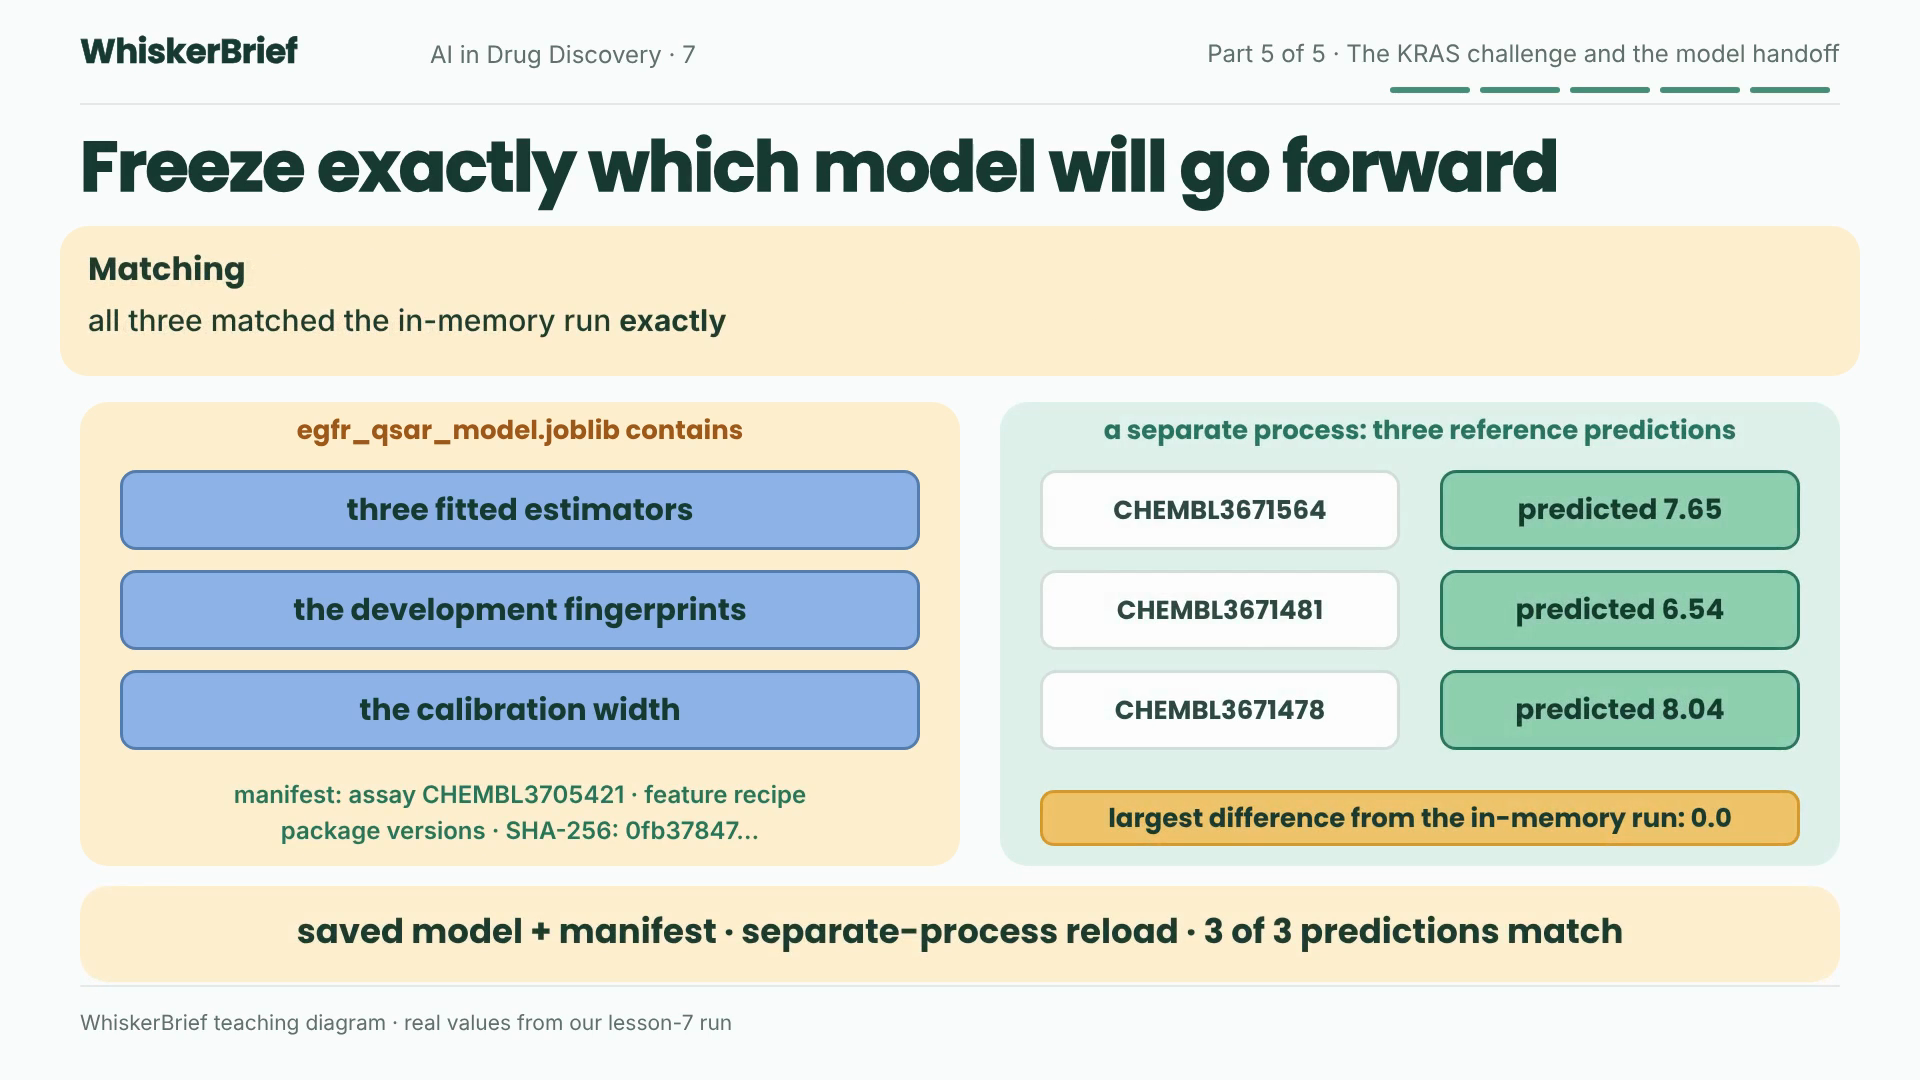 WhiskerBrief
AI in Drug Discovery · 7
Part 5 of 5 · The KRAS challenge and the model handoff
Freeze exactly which model will go forward
Matching
all three matched the in-memory run exactly
egfr_qsar_model.joblib contains
three fitted estimators
the development fingerprints
the calibration width
manifest: assay CHEMBL3705421 · feature recipe
package versions · SHA-256: 0fb37847...
a separate process: three reference predictions
CHEMBL3671564
predicted 7.65
CHEMBL3671481
predicted 6.54
CHEMBL3671478
predicted 8.04
largest difference from the in-memory run: 0.0
saved model + manifest · separate-process reload · 3 of 3 predictions match
WhiskerBrief teaching diagram · real values from our lesson-7 run